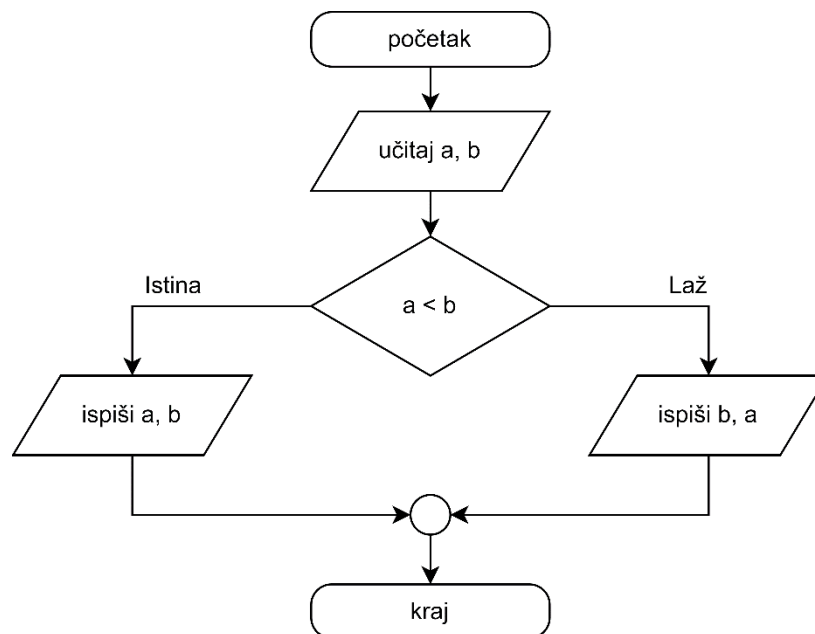 početak
učitaj a, b
Istina
a < b
Laž
ispiši a, b
ispiši b, a
kraj